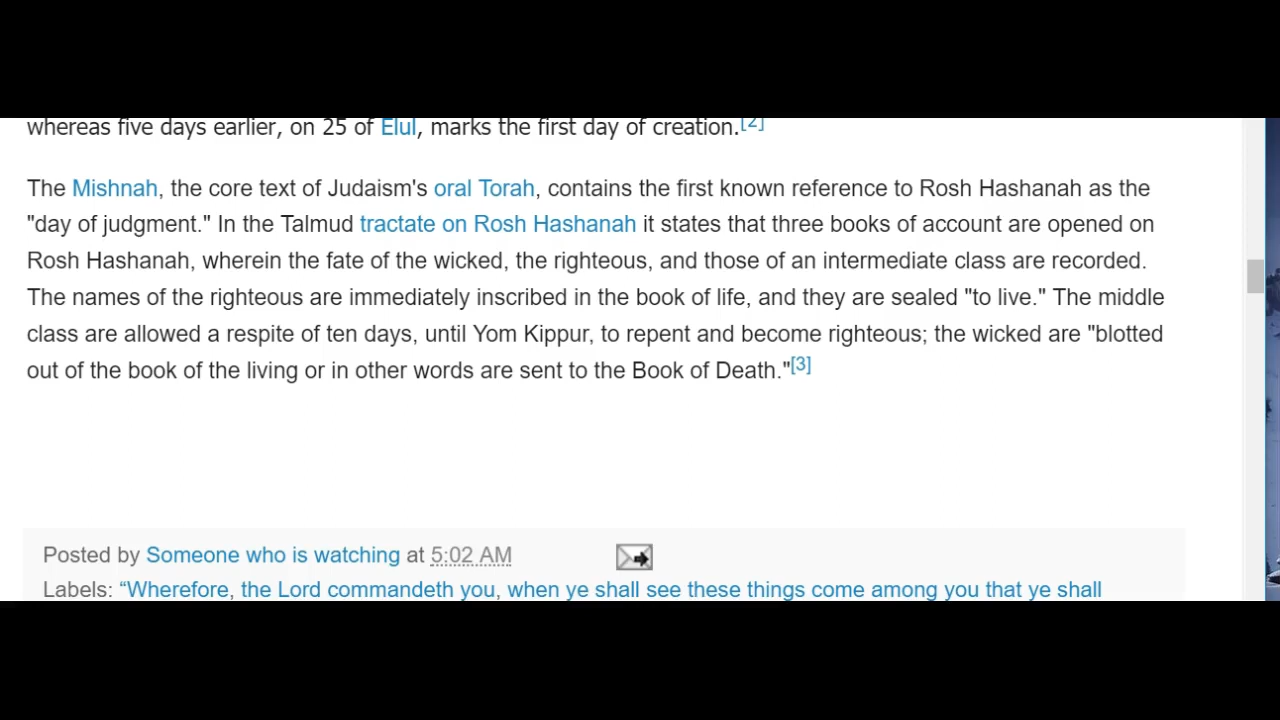 whereas five days earlier, on 25 of Elul, marks the first day of creation.[2]
The Mishnah, the core text of Judaism's oral Torah, contains the first known reference to Rosh Hashanah as the
"day of judgment." In the Talmud tractate on Rosh Hashanah it states that three books of account are opened on
Rosh Hashanah, wherein the fate of the wicked, the righteous, and those of an intermediate class are recorded.
The names of the righteous are immediately inscribed in the book of life, and they are sealed "to live." The middle
class are allowed a respite of ten days, until Yom Kippur, to repent and become righteous; the wicked are "blotted
out of the book of the living or in other words are sent to the Book of Death."[3]
Posted by Someone who is watching at 5:02 AM
Labels: “Wherefore, the Lord commandeth you, when ye shall see these things come among you that ye shall